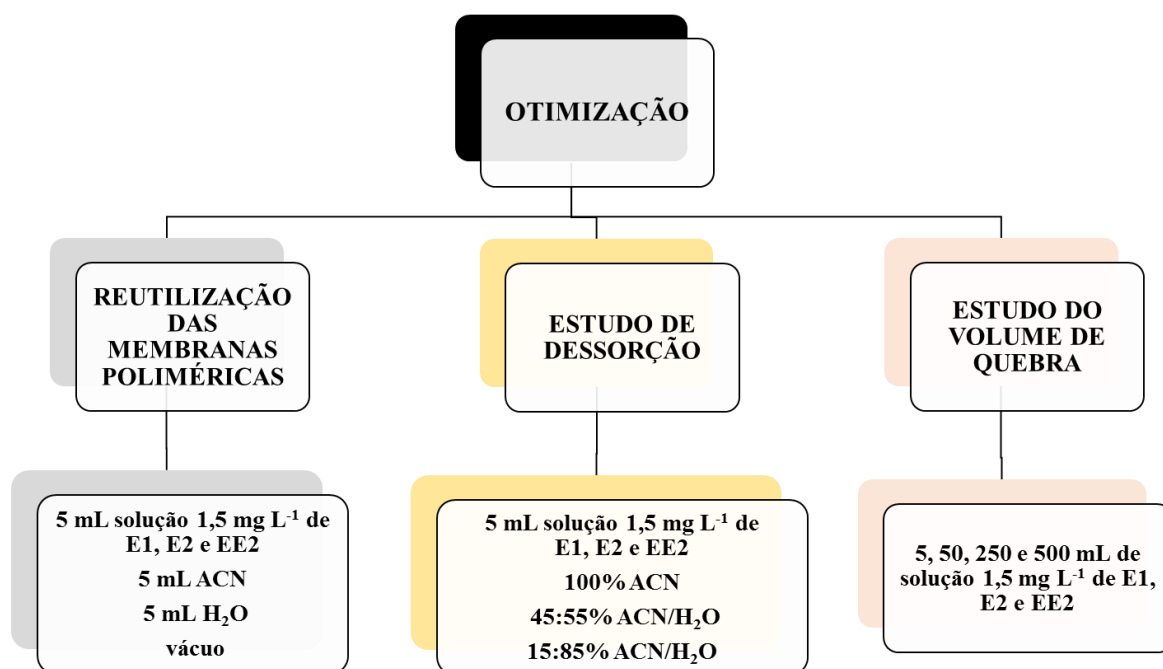 OTIMIZAÇÃO
REUTILIZAÇÃO
DAS
MEMBRANAS
POLIMÉRICAS
ESTUDO DE
DESSORÇÃO
ESTUDO DO
VOLUME DE
QUEBRA
5 mL solução 1,5 mg L⁻¹ de
E1, E2 e EE2
5 mL ACN
5 mL H₂O
vácuo
5 mL solução 1,5 mg L⁻¹ de
E1, E2 e EE2
100% ACN
45:55% ACN/H₂O
15:85% ACN/H₂O
5, 50, 250 e 500 mL de
solução 1,5 mg L⁻¹ de E1,
E2 e EE2